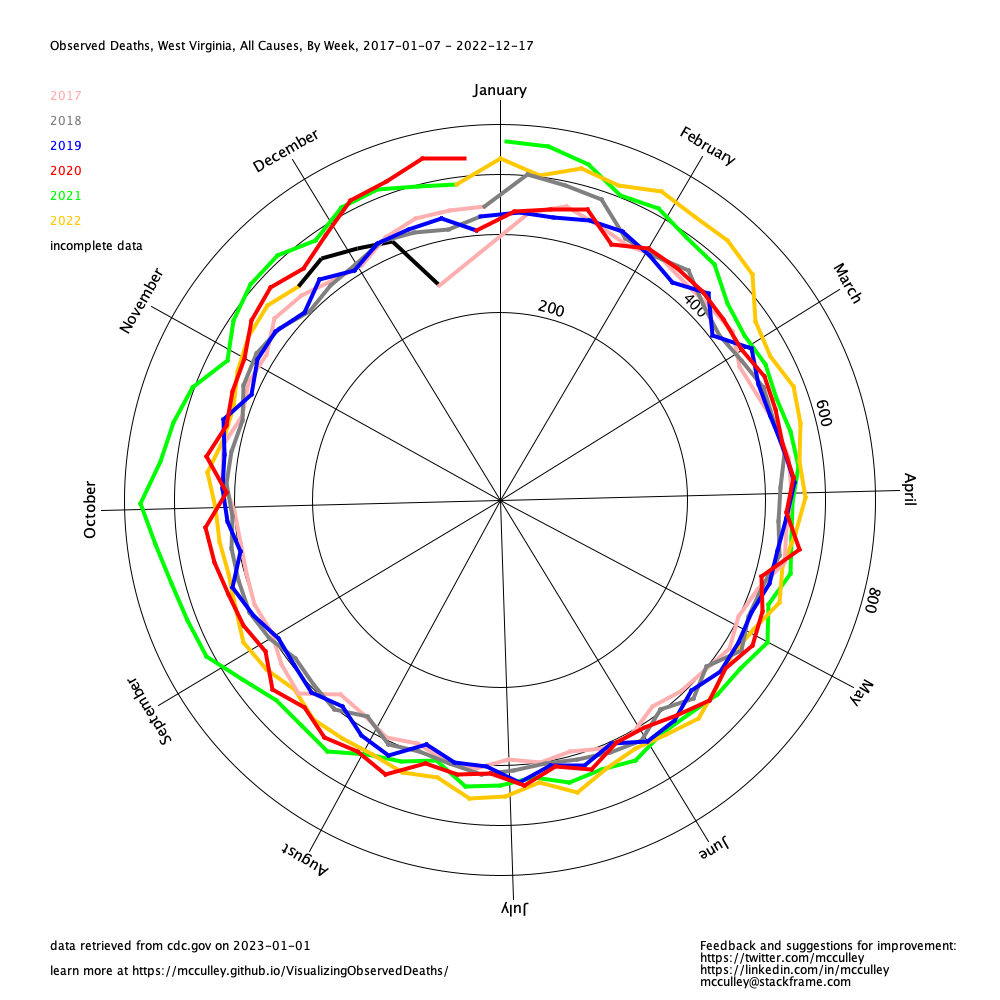 Observed Deaths, West Virginia, All Causes, By Week, 2017-01-07 - 2022-12-17
2017
2018
2019
2020
2021
2022
incomplete data
January
February
March
April
May
June
July
August
September
October
November
December
200
400
600
800
data retrieved from cdc.gov on 2023-01-01
learn more at https://mcculley.github.io/VisualizingObservedDeaths/
Feedback and suggestions for improvement:
https://twitter.com/mcculley
https://linkedin.com/in/mcculley
mcculley@stackframe.com